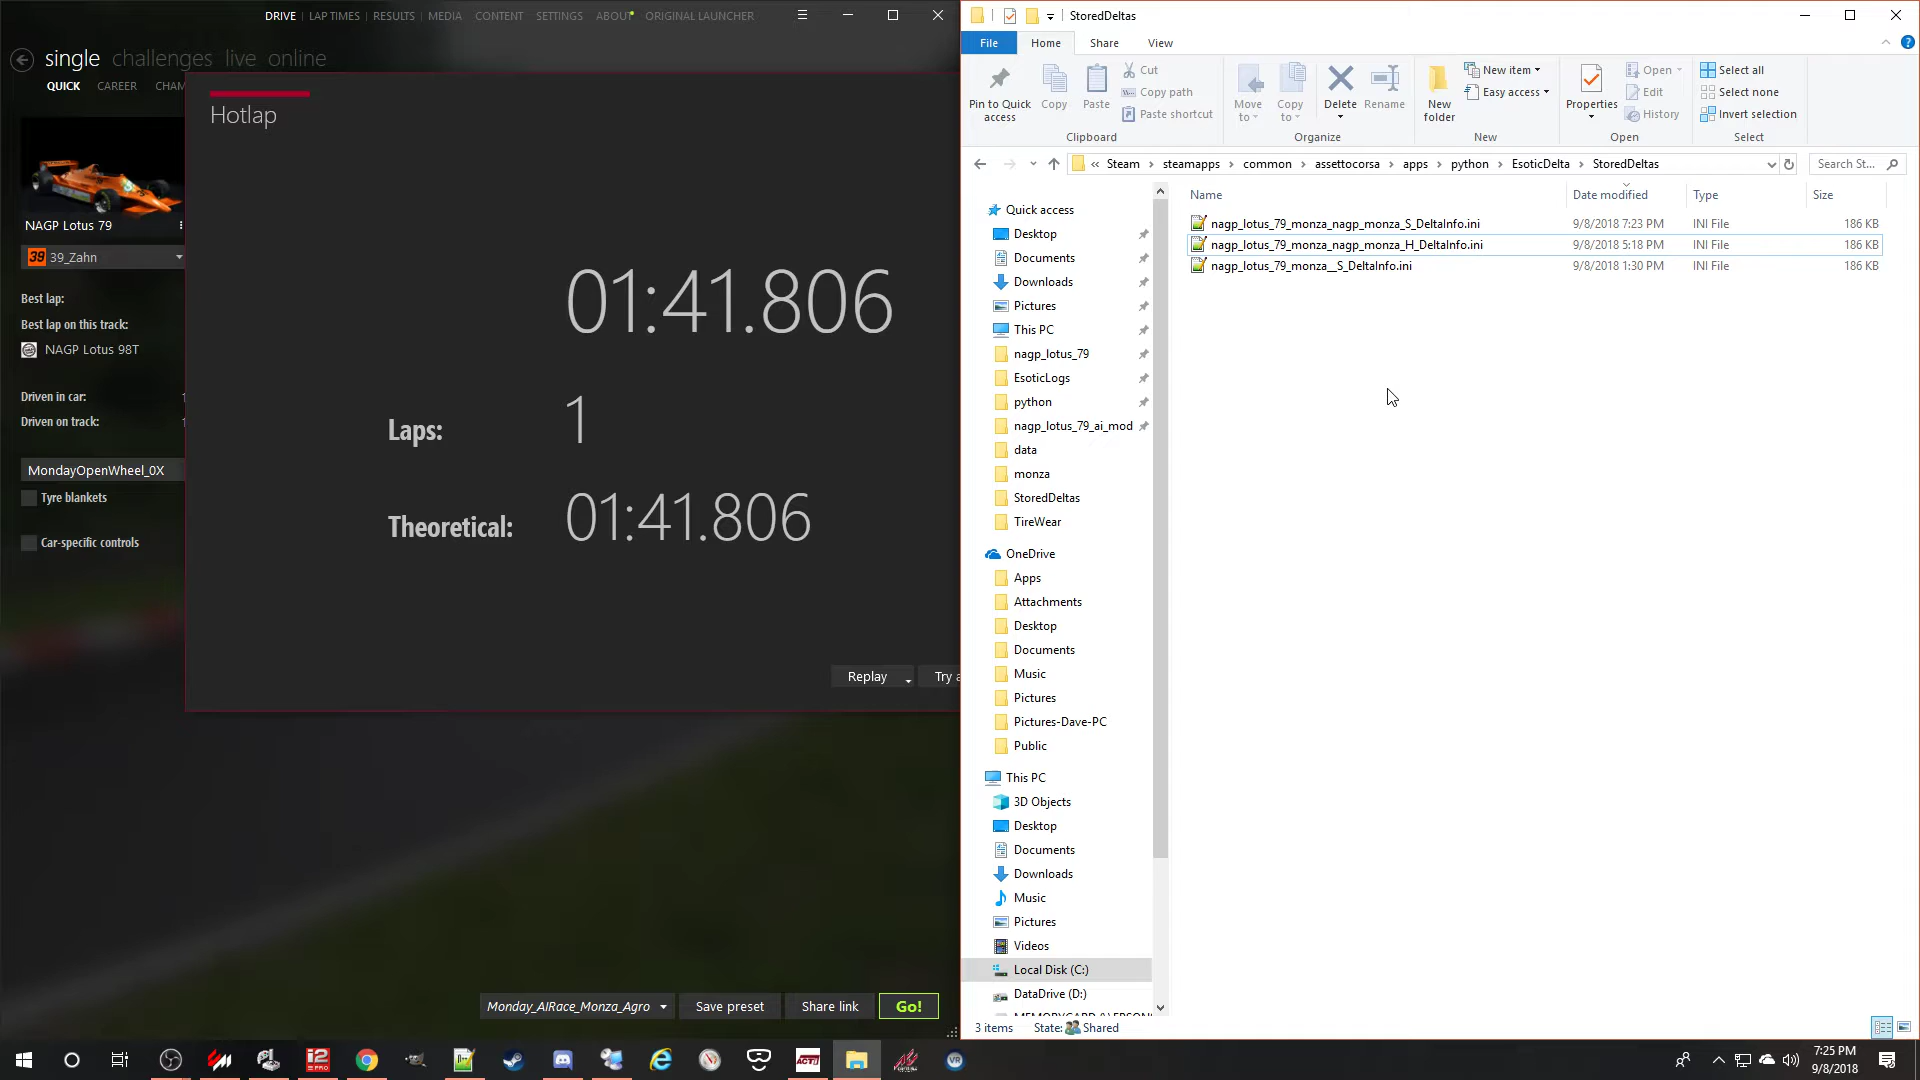 DRIVE | LAP TIMES | RESULTS | MEDIA CONTENT SETTINGS ABOUT ORIGINAL LAUNCHER
single challenges live online
QUICK CAREER CHAM
Hotlap
NAGP Lotus 79
39 39_Zahn
Best lap:
Best lap on this track:
NAGP Lotus 98T
Driven in car:
Driven on track:
MondayOpenWheel_0X
Tyre blankets
Car-specific controls
01:41.806
Laps: 1
Theoretical: 01:41.806
Replay Try a
Monday_AIRace_Monza_Agro Save preset Share link Go!
StoredDeltas
File Home Share View
Pin to Quick access
Copy
Paste
Cut
Copy path
Paste shortcut
Clipboard
Move to
Copy to
Delete
Rename
Organize
New folder
New item
Easy access
New
Properties
Open
Edit
History
Open
Select all
Select none
Invert selection
Select
« Steam steamapps common assettocorsa apps python EsoticDelta StoredDeltas
Search St...
Name Date modified Type Size
nagp_lotus_79_monza_nagp_monza_S_DeltaInfo.ini 9/8/2018 7:23 PM INI File 186 KB
nagp_lotus_79_monza_nagp_monza_H_DeltaInfo.ini 9/8/2018 5:18 PM INI File 186 KB
nagp_lotus_79_monza__S_DeltaInfo.ini 9/8/2018 1:30 PM INI File 186 KB
Quick access
Desktop
Documents
Downloads
Pictures
This PC
nagp_lotus_79
EsoticLogs
python
nagp_lotus_79_ai_mod
data
monza
StoredDeltas
TireWear
OneDrive
Apps
Attachments
Desktop
Documents
Music
Pictures
Pictures-Dave-PC
Public
This PC
3D Objects
Desktop
Documents
Downloads
Music
Pictures
Videos
Local Disk (C:)
DataDrive (D:)
3 items State: Shared
i2 PRO
ACTI
VR
7:25 PM
9/8/2018